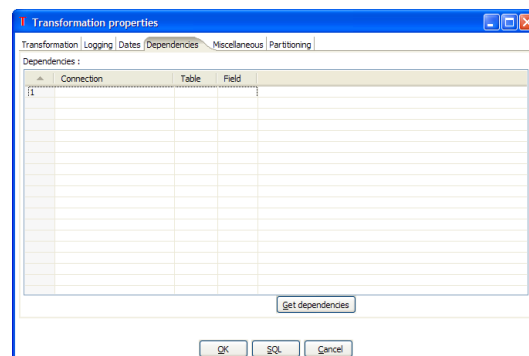 Transformation properties
Transformation Logging Dates Dependencies Miscellaneous Partitioning
Dependencies :
Connection Table Field
1
Get dependencies
OK SQL Cancel